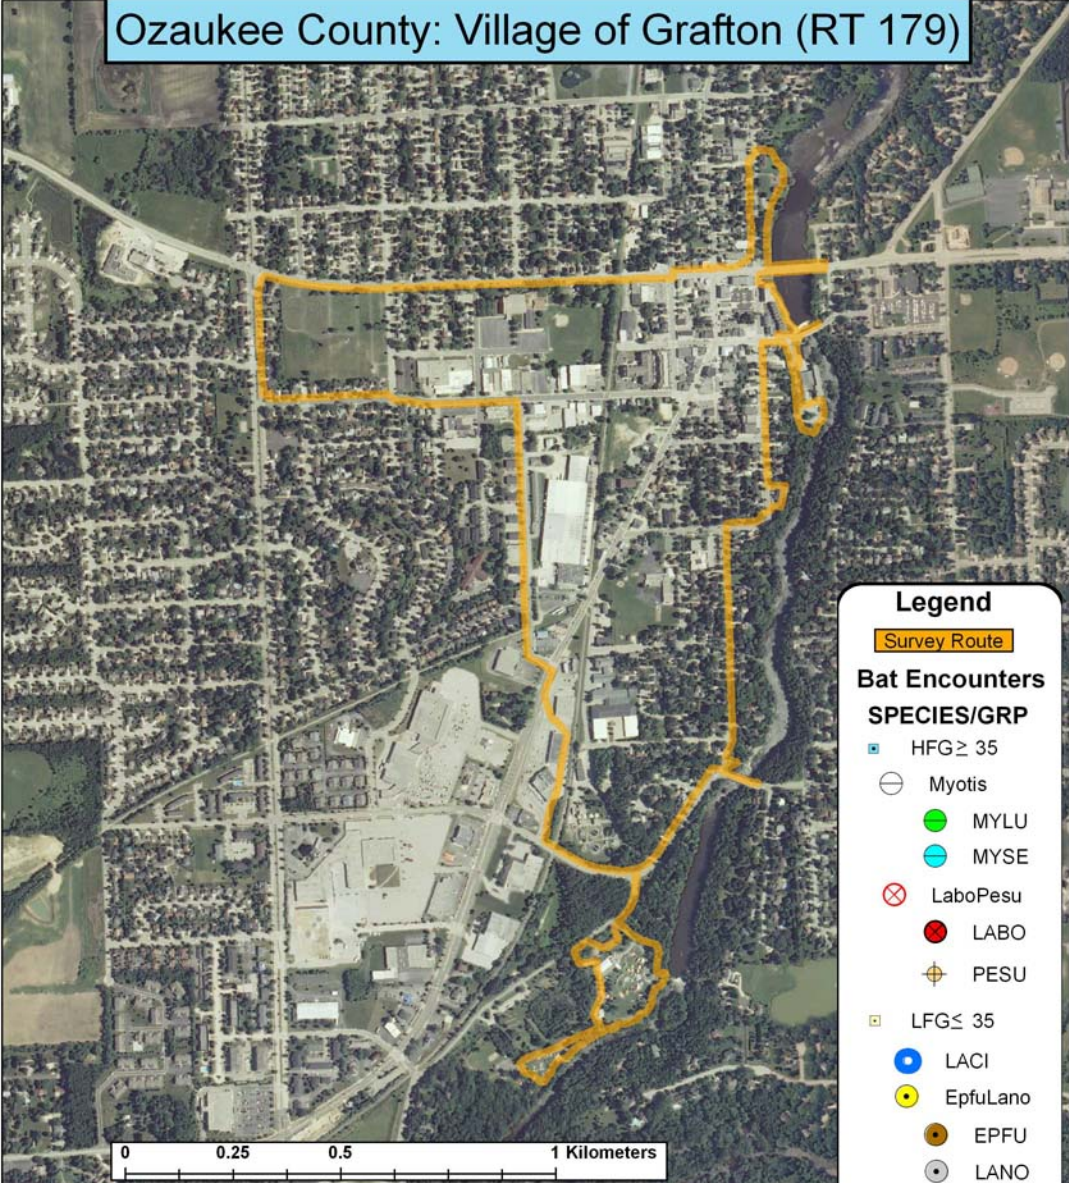 Ozaukee County: Village of Grafton (RT 179)
Legend
Survey Route
Bat Encounters
SPECIES/GRP
HFG ≥ 35
Myotis
MYLU
MYSE
LaboPesu
LABO
PESU
LFG ≤ 35
LACI
EpfuLano
EPFU
LANO
0 0.25 0.5 1 Kilometers